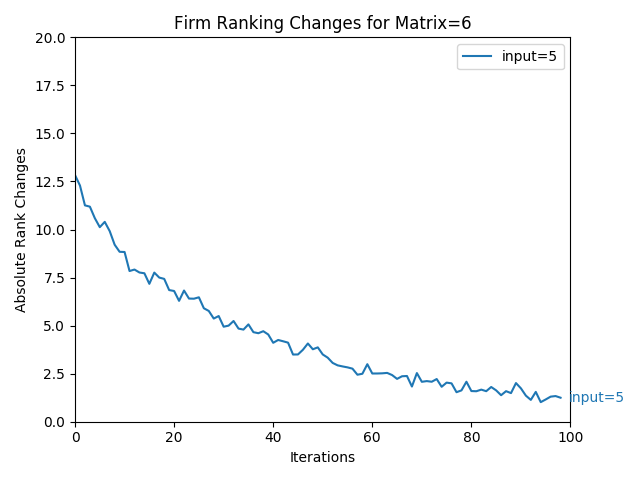 Firm Ranking Changes for Matrix=6
input=5
Absolute Rank Changes
20.0
17.5
15.0
12.5
10.0
7.5
5.0
2.5
0.0
input=5
0 20 40 60 80 100
Iterations